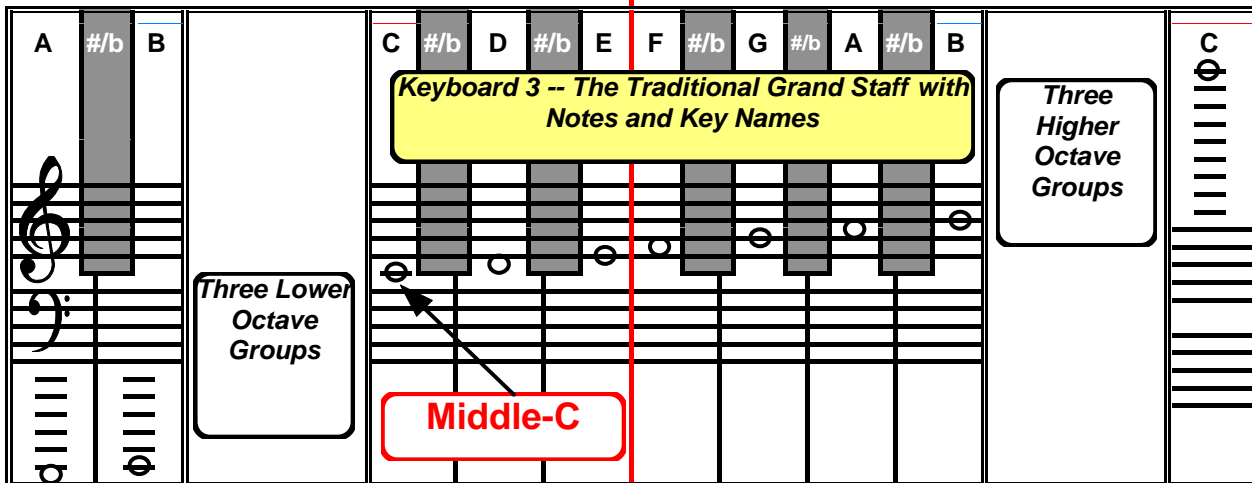 A #/b B C #/b D #/b E F #/b G #/b A #/b B C
Keyboard 3 -- The Traditional Grand Staff with
Notes and Key Names
Three
Higher
Octave
Groups
Three Lower
Octave
Groups
Middle-C